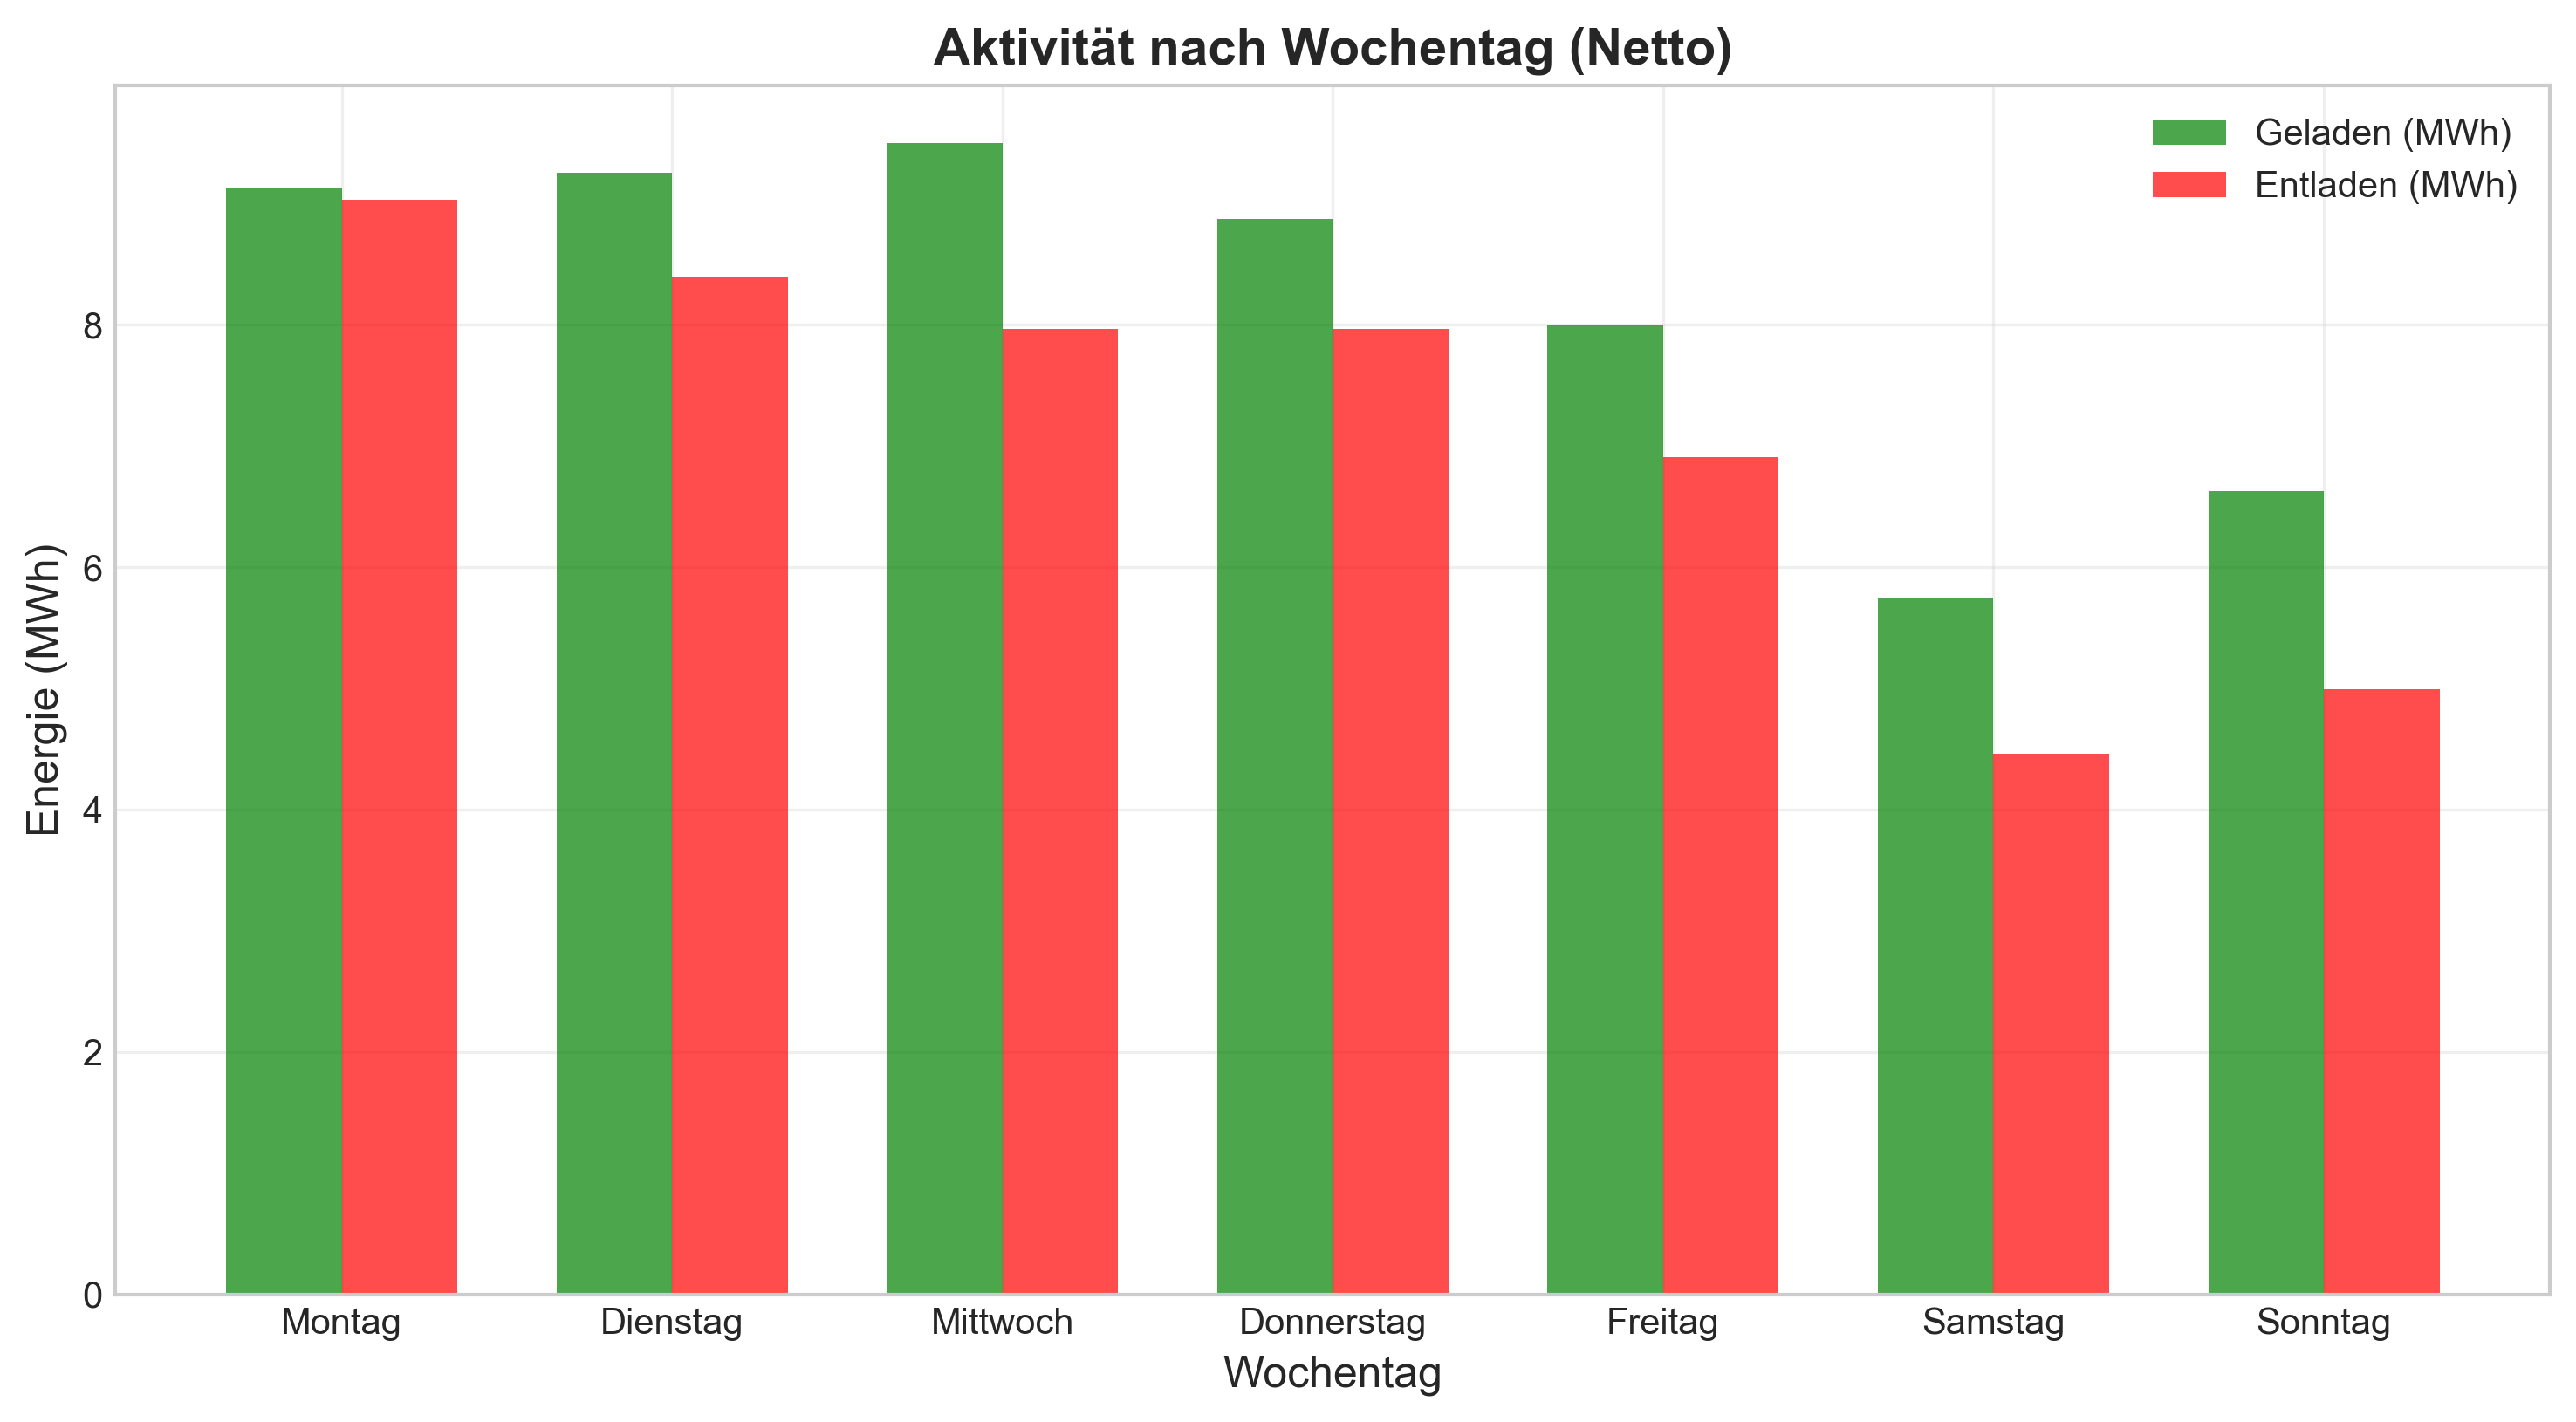 Aktivität nach Wochentag (Netto)
Geladen (MWh)
Entladen (MWh)
Energie (MWh)
8
6
4
2
0
Montag Dienstag Mittwoch Donnerstag Freitag Samstag Sonntag
Wochentag